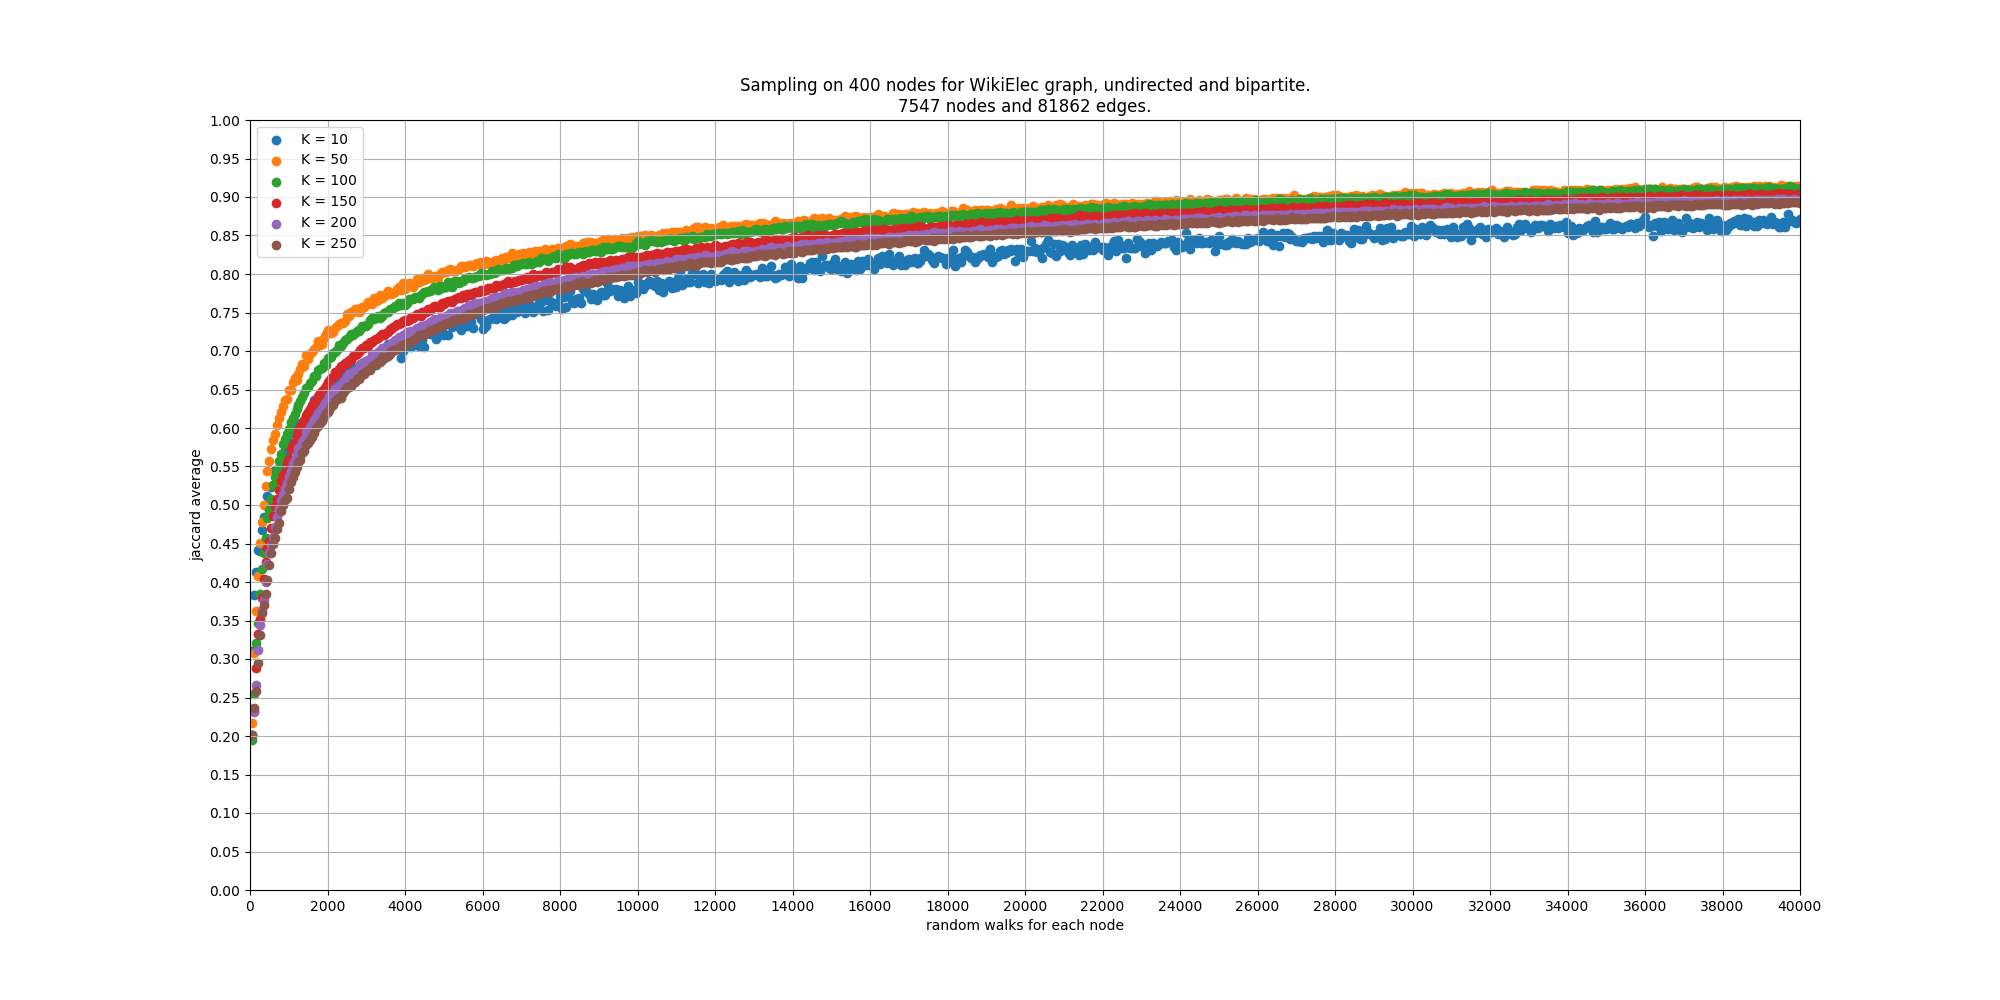 Sampling on 400 nodes for WikiElec graph, undirected and bipartite.
7547 nodes and 81862 edges.
1.00
0.95
0.90
0.85
0.80
0.75
0.70
0.65
0.60
0.55
0.50
0.45
0.40
0.35
0.30
0.25
0.20
0.15
0.10
0.05
0.00
jaccard average
K = 10
K = 50
K = 100
K = 150
K = 200
K = 250
0 2000 4000 6000 8000 10000 12000 14000 16000 18000 20000 22000 24000 26000 28000 30000 32000 34000 36000 38000 40000
random walks for each node